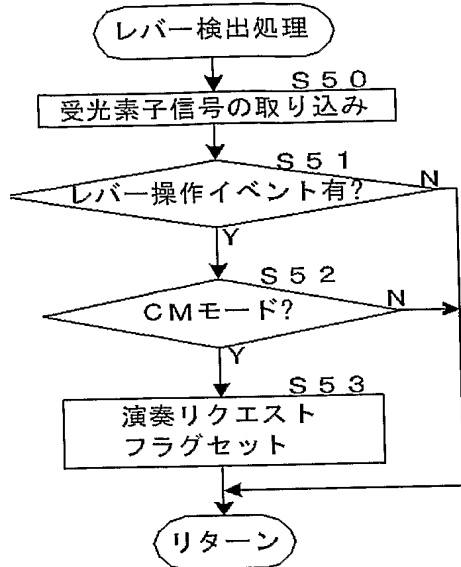 レバー検出処理
S50
受光素子信号の取り込み
S51
レバー操作イベント有?
N
Y
S52
CMモード?
N
Y
S53
演奏リクエスト
フラグセット
リターン